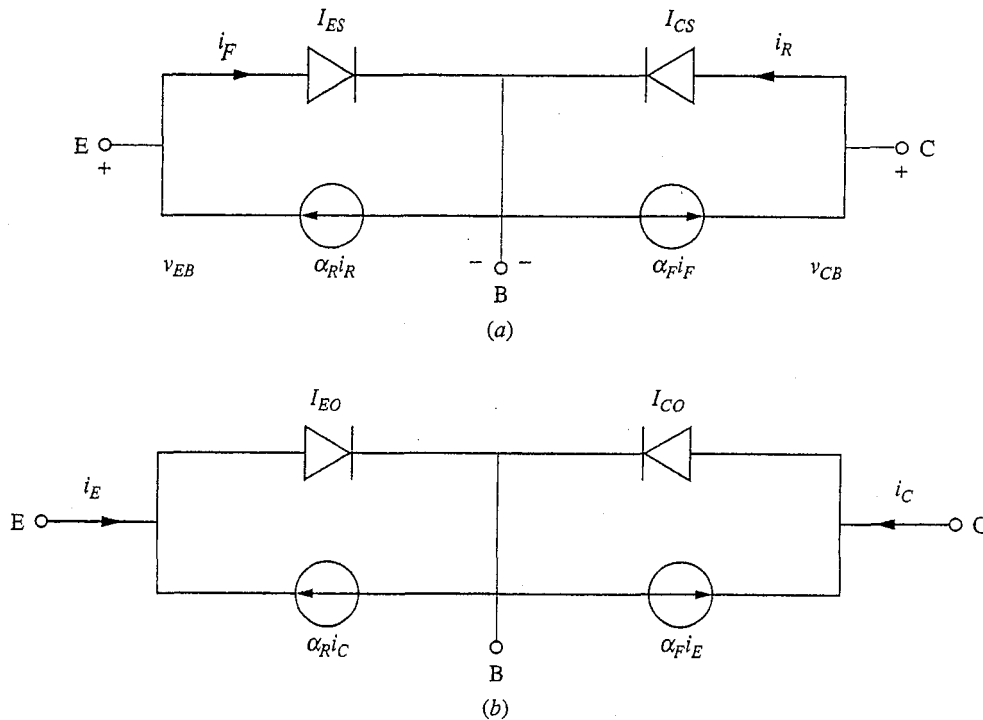 I_ES I_CS
i_F i_R
E C
+ +
v_EB α_R i_R − − α_F i_F v_CB
B
(a)
I_EO I_CO
i_E i_C
E C
α_R i_C B α_F i_E
(b)